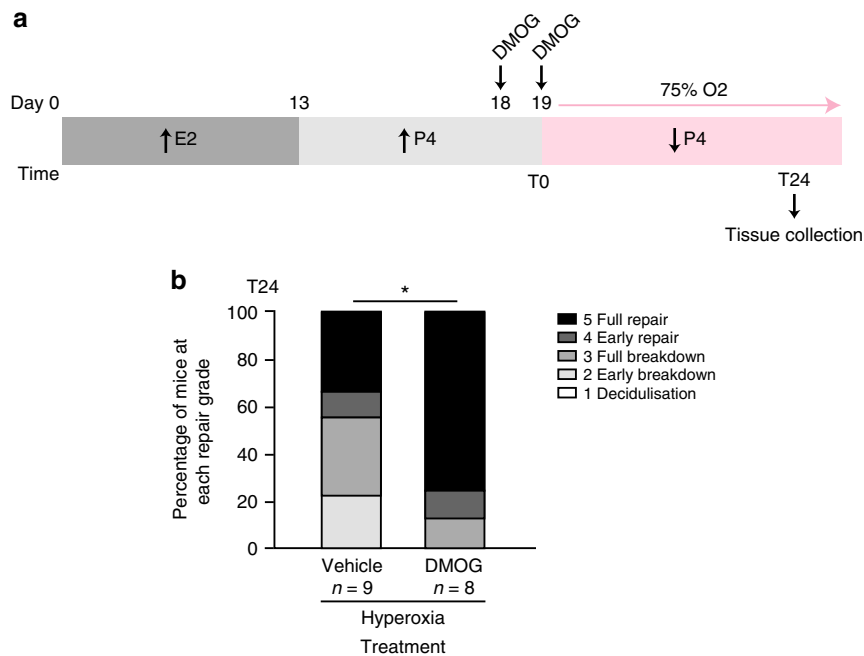 a
DMOG DMOG
Day 0 13 18 19 75% O2
E2 P4 P4
Time T0 T24
Tissue collection
b
T24
*
100
80
60
40
20
0
Percentage of mice at
each repair grade
5 Full repair
4 Early repair
3 Full breakdown
2 Early breakdown
1 Decidulisation
Vehicle DMOG
n = 9 n = 8
Hyperoxia
Treatment